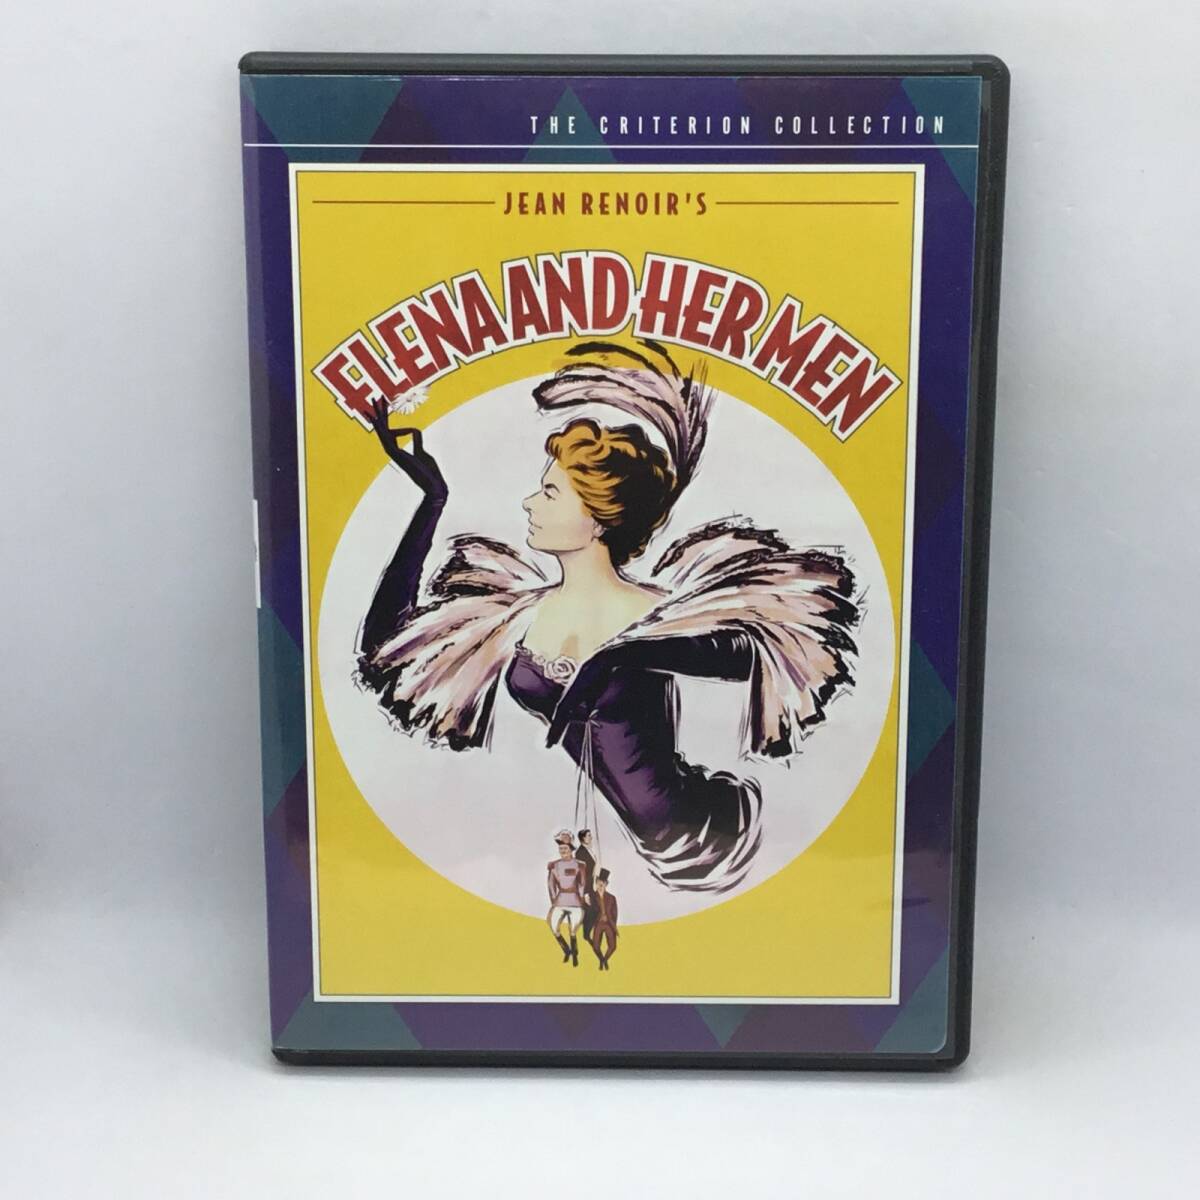 THE CRITERION COLLECTION
JEAN RENOIR'S
ELENA AND HER MEN